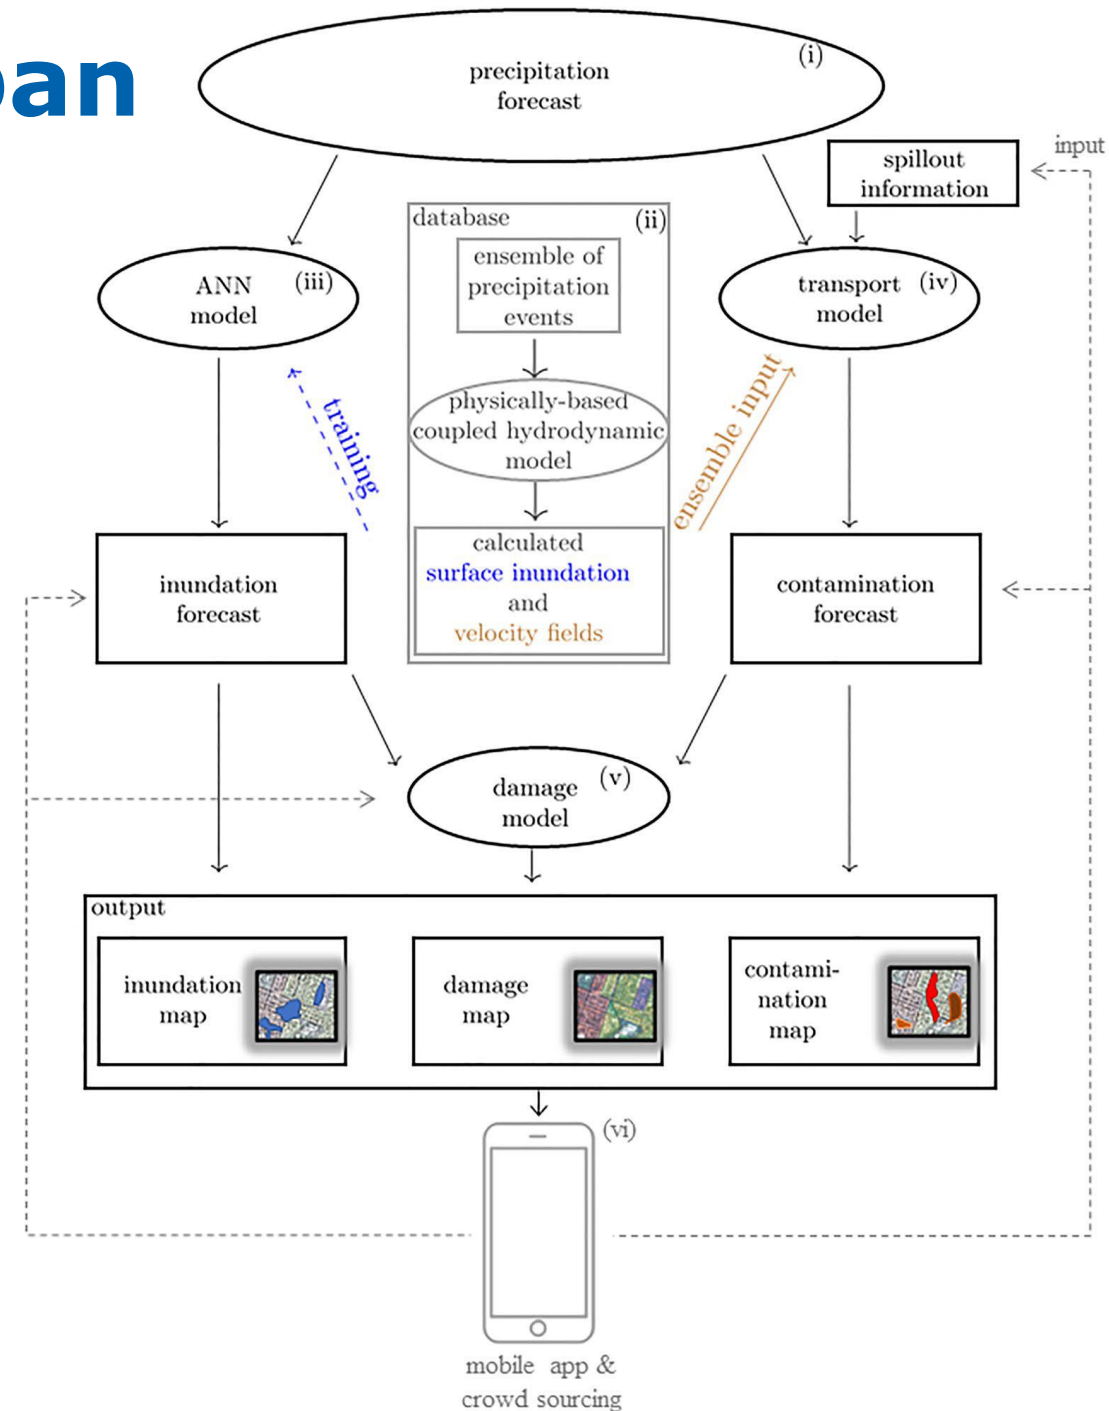 pan
(i)
precipitation
forecast
input
spillout
information
database
(ii)
ensemble of
precipitation
events
ANN (iii)
model
transport (iv)
model
physically-based
coupled hydrodynamic
model
training
ensemble input
calculated
surface inundation
and
velocity fields
inundation
forecast
contamination
forecast
damage (v)
model
output
inundation
map
damage
map
contami-
nation
map
(vi)
mobile app &
crowd sourcing